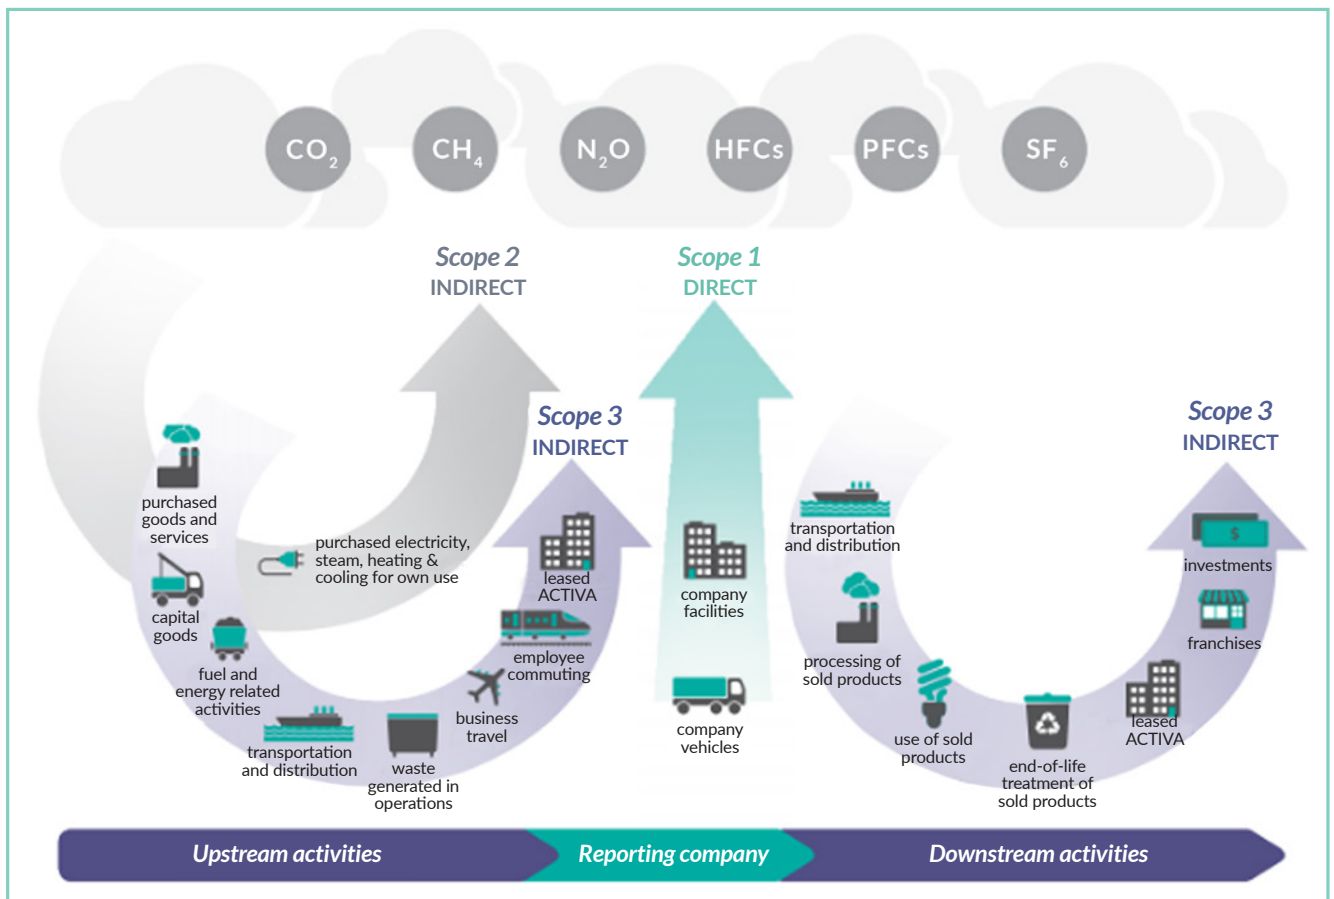 CO₂
CH₄
N₂O
HFCs
PFCs
SF₆
Scope 2
INDIRECT
Scope 1
DIRECT
Scope 3
INDIRECT
Scope 3
INDIRECT
purchased
goods and
services
capital
goods
fuel and
energy related
activities
transportation
and distribution
waste
generated in
operations
business
travel
employee
commuting
leased
ACTIVA
purchased electricity,
steam, heating &
cooling for own use
company
facilities
company
vehicles
transportation
and distribution
processing of
sold products
use of sold
products
end-of-life
treatment of
sold products
leased
ACTIVA
franchises
$
investments
Upstream activities
Reporting company
Downstream activities